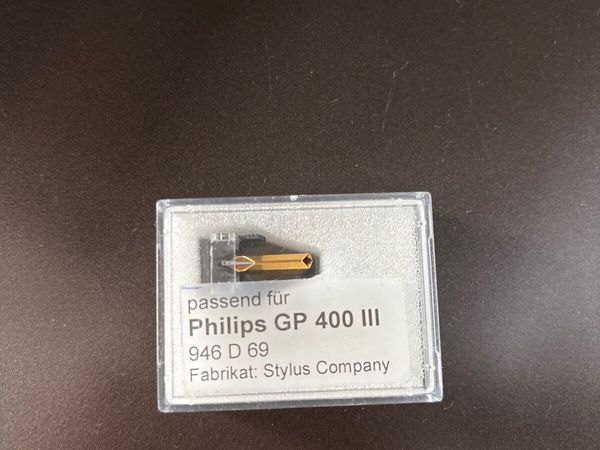 passend für
Philips GP 400 III
946 D 69
Fabrikat: Stylus Company